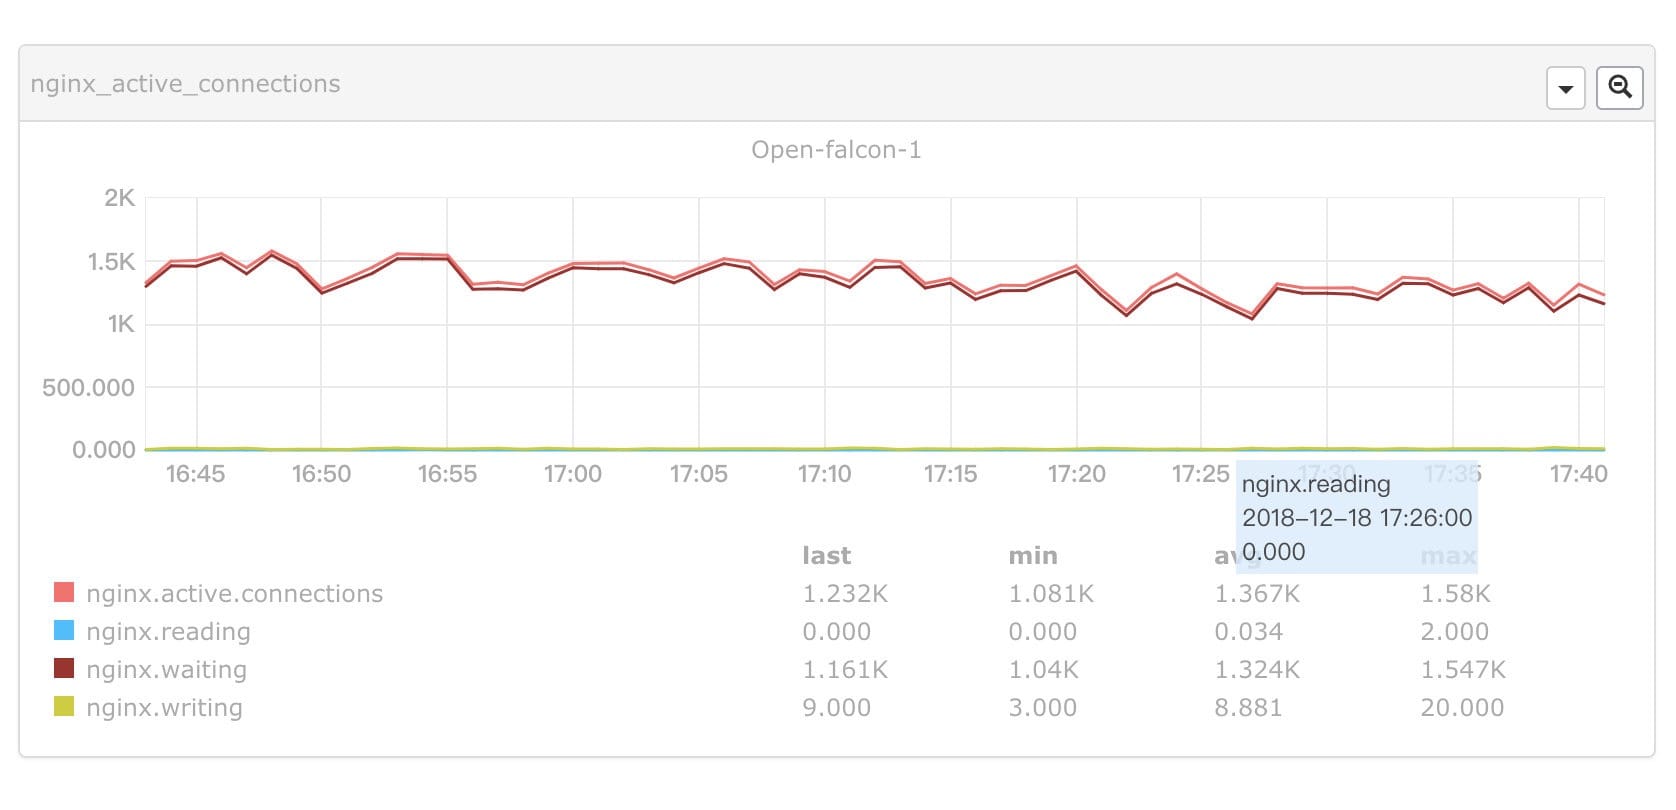 nginx_active_connections
Open-falcon-1
2K
1.5K
1K
500.000
0.000
16:45 16:50 16:55 17:00 17:05 17:10 17:15 17:20 17:25 17:30 17:35 17:40
nginx.reading
2018-12-18 17:26:00
0.000
last min avg max
nginx.active.connections 1.232K 1.081K 1.367K 1.58K
nginx.reading 0.000 0.000 0.034 2.000
nginx.waiting 1.161K 1.04K 1.324K 1.547K
nginx.writing 9.000 3.000 8.881 20.000